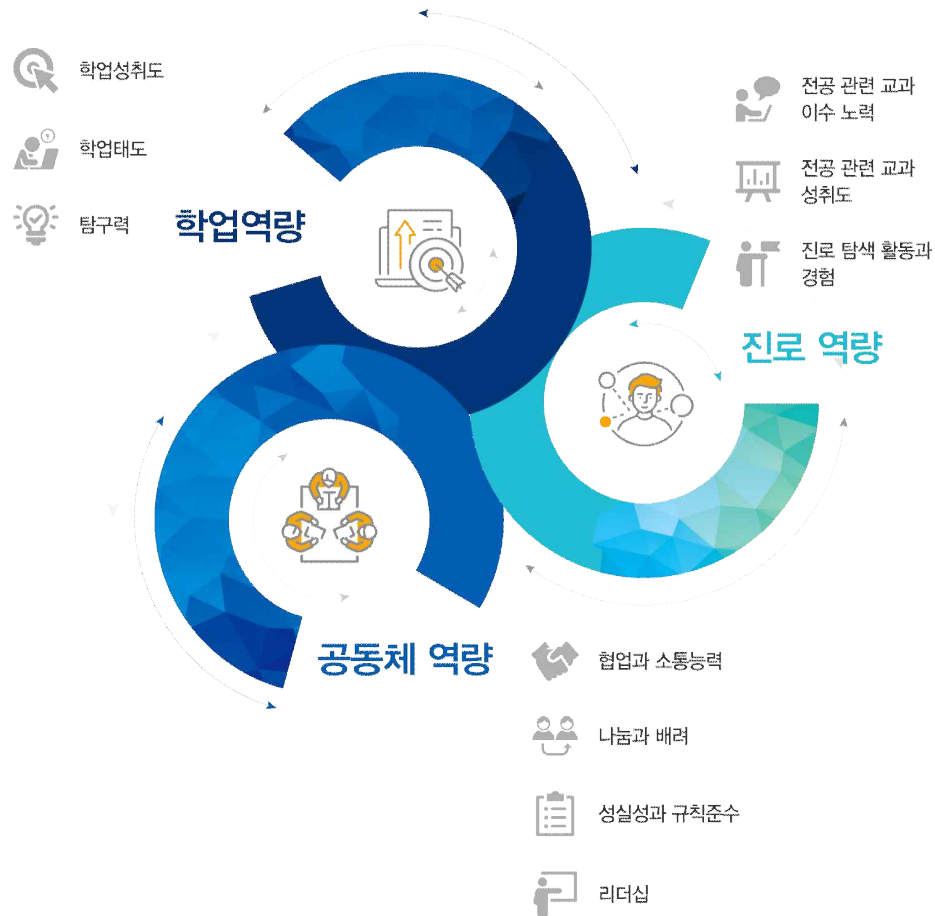 학업성취도
학업태도
탐구력
학업역량
전공 관련 교과
이수 노력
전공 관련 교과
성취도
진로 탐색 활동과
경험
진로 역량
공동체 역량
협업과 소통능력
나눔과 배려
성실성과 규칙준수
리더십